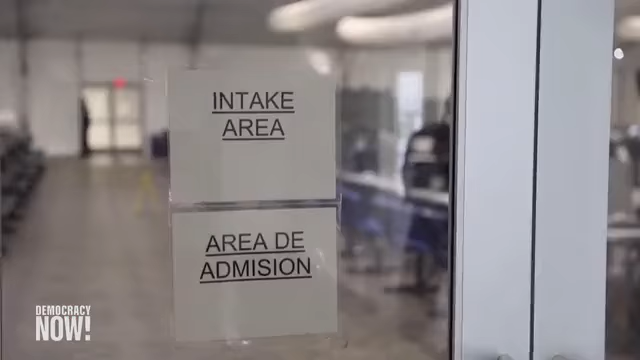 INTAKE
AREA
AREA DE
ADMISION
DEMOCRACY
NOW!